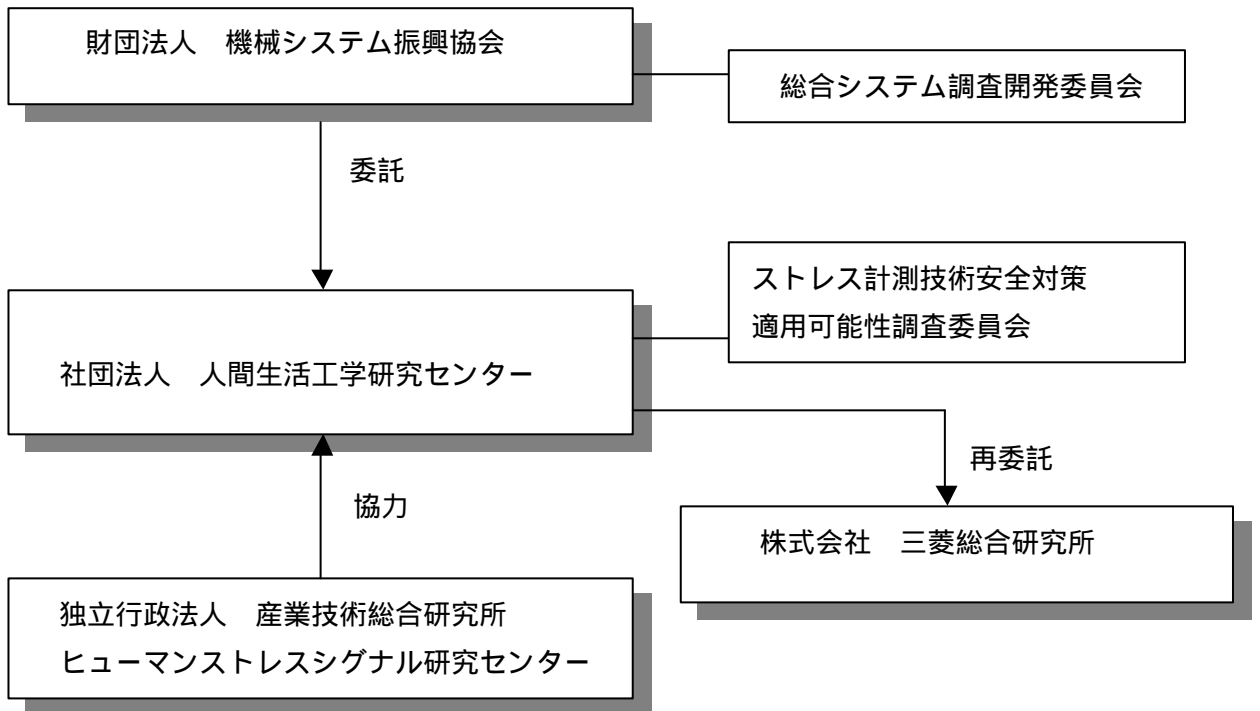 財団法人　機械システム振興協会
総合システム調査開発委員会
委託
ストレス計測技術安全対策
適用可能性調査委員会
社団法人　人間生活工学研究センター
再委託
協力
株式会社　三菱総合研究所
独立行政法人　産業技術総合研究所
ヒューマンストレスシグナル研究センター